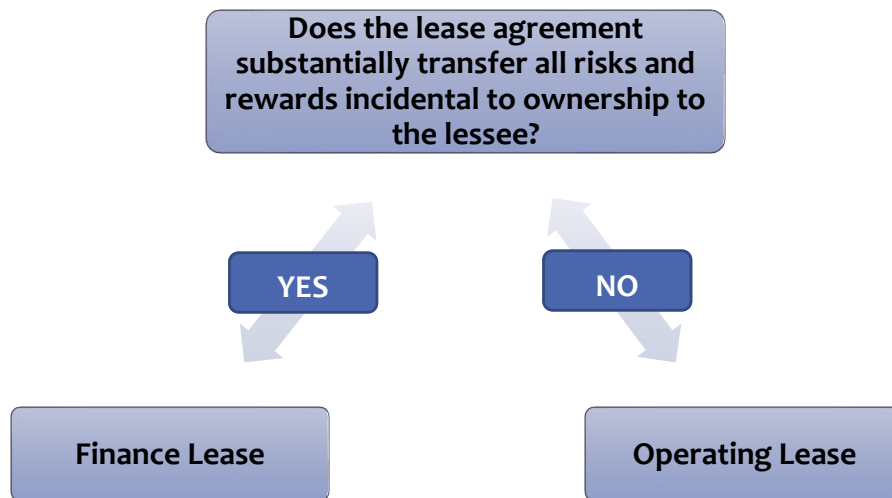 Does the lease agreement
substantially transfer all risks and
rewards incidental to ownership to
the lessee?
YES
NO
Finance Lease
Operating Lease